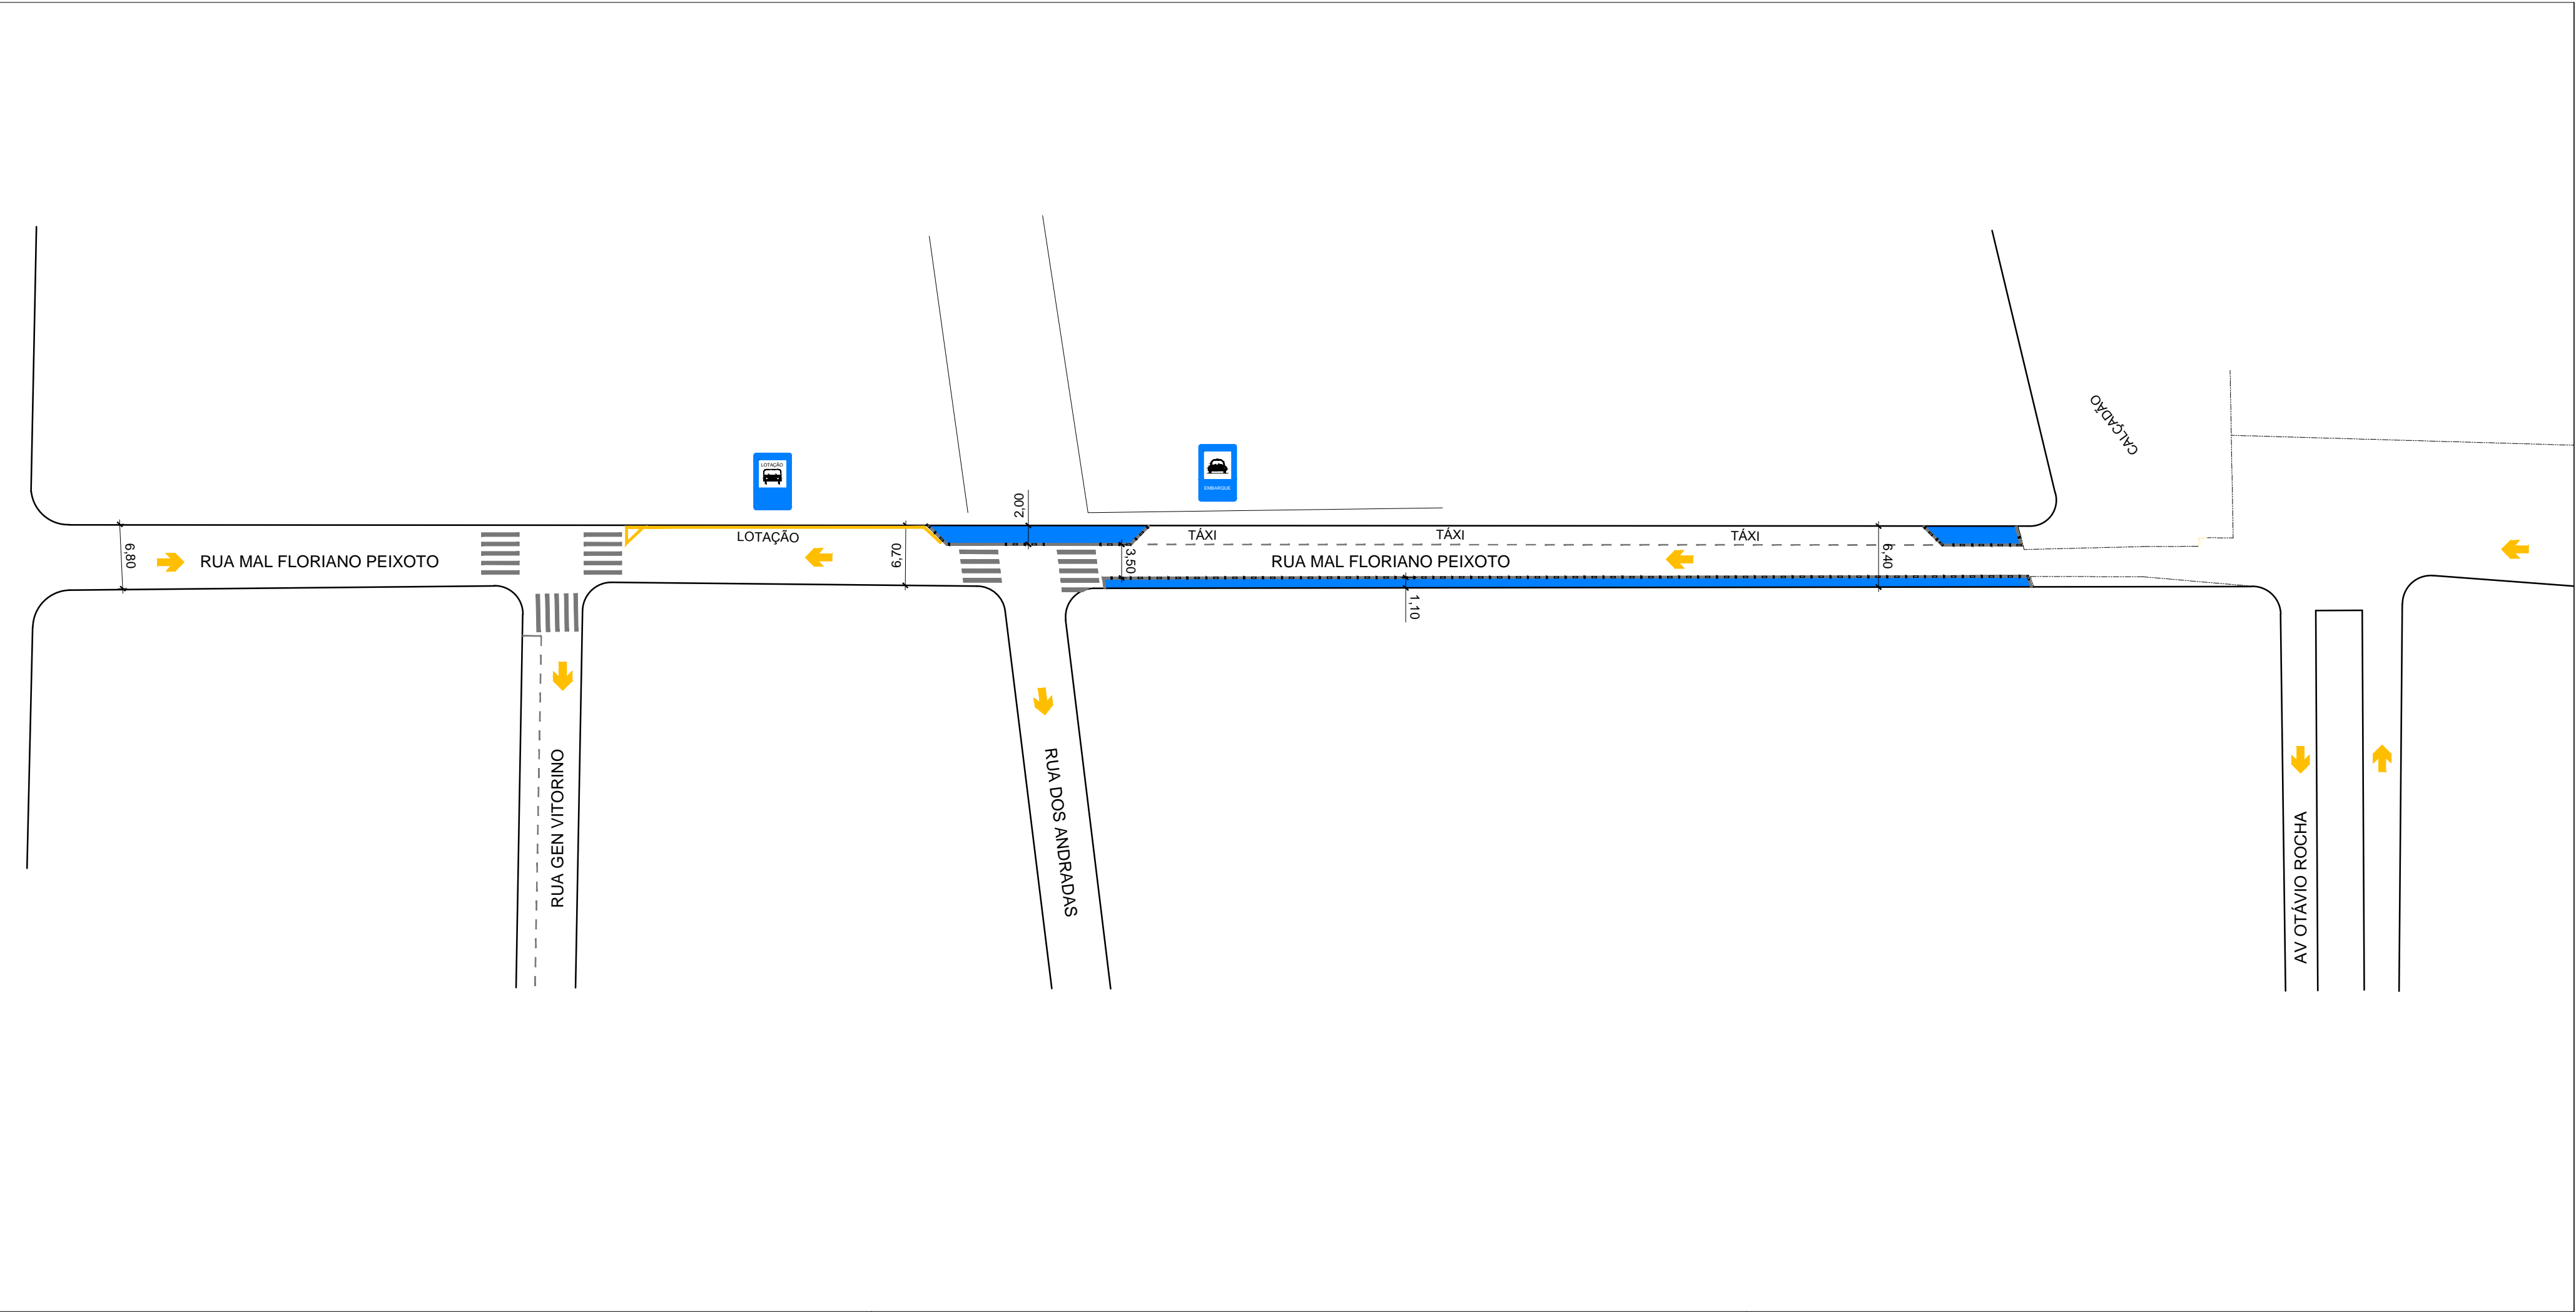 CALÇADÃO
LOTAÇÃO
EMBARQUE
2,00
LOTAÇÃO
TÁXI
TÁXI
TÁXI
6,80
RUA MAL FLORIANO PEIXOTO
6,70
3,50
RUA MAL FLORIANO PEIXOTO
6,40
1,10
RUA GEN VITORINO
RUA DOS ANDRADAS
AV OTÁVIO ROCHA